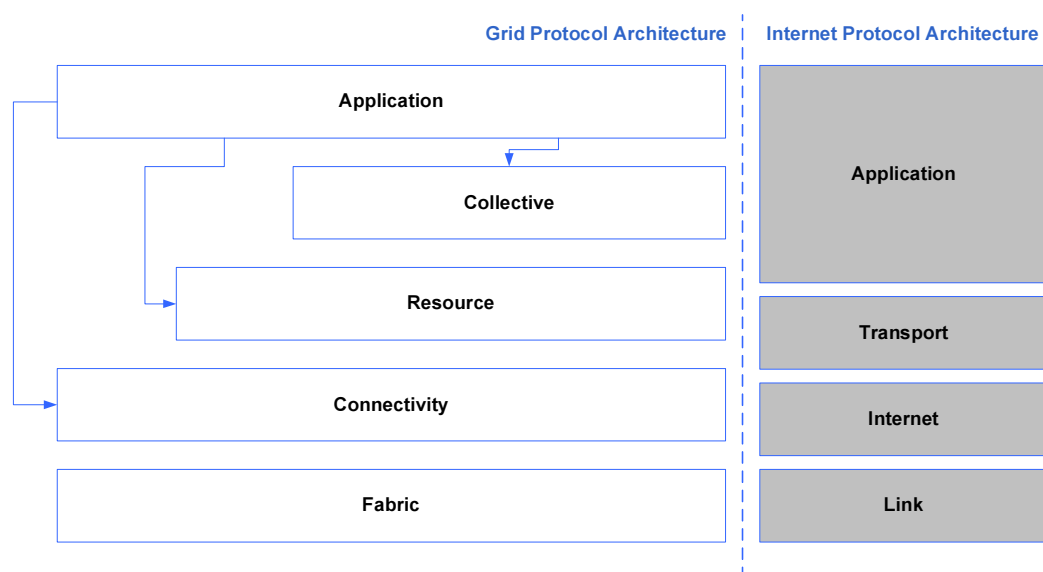 Grid Protocol Architecture
Internet Protocol Architecture
Application
Collective
Resource
Connectivity
Fabric
Application
Transport
Internet
Link